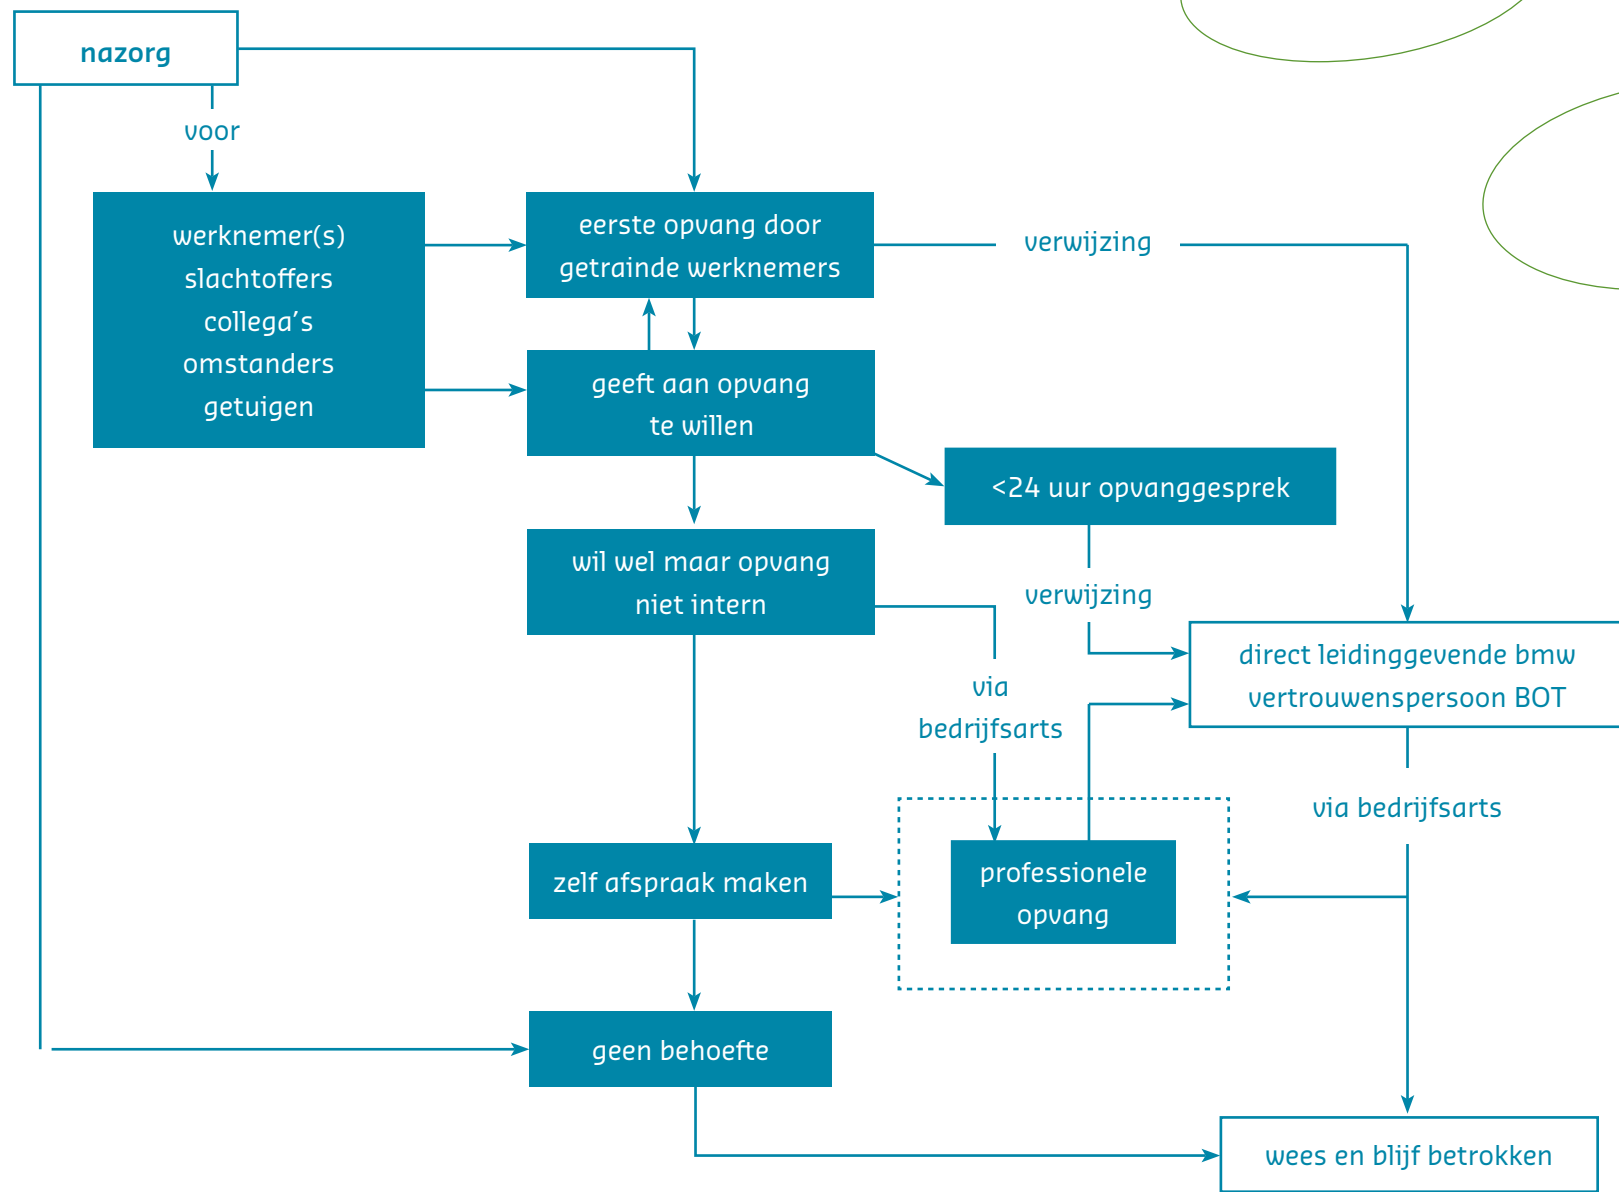 nazorg
voor
werknemer(s)
slachtoffers
collega’s
omstanders
getuigen
eerste opvang door
getrainde werknemers
verwijzing
geeft aan opvang
te willen
<24 uur opvanggesprek
wil wel maar opvang
niet intern
verwijzing
via
bedrijfsarts
direct leidinggevende bmw
vertrouwenspersoon BOT
via bedrijfsarts
zelf afspraak maken
professionele
opvang
geen behoefte
wees en blijf betrokken